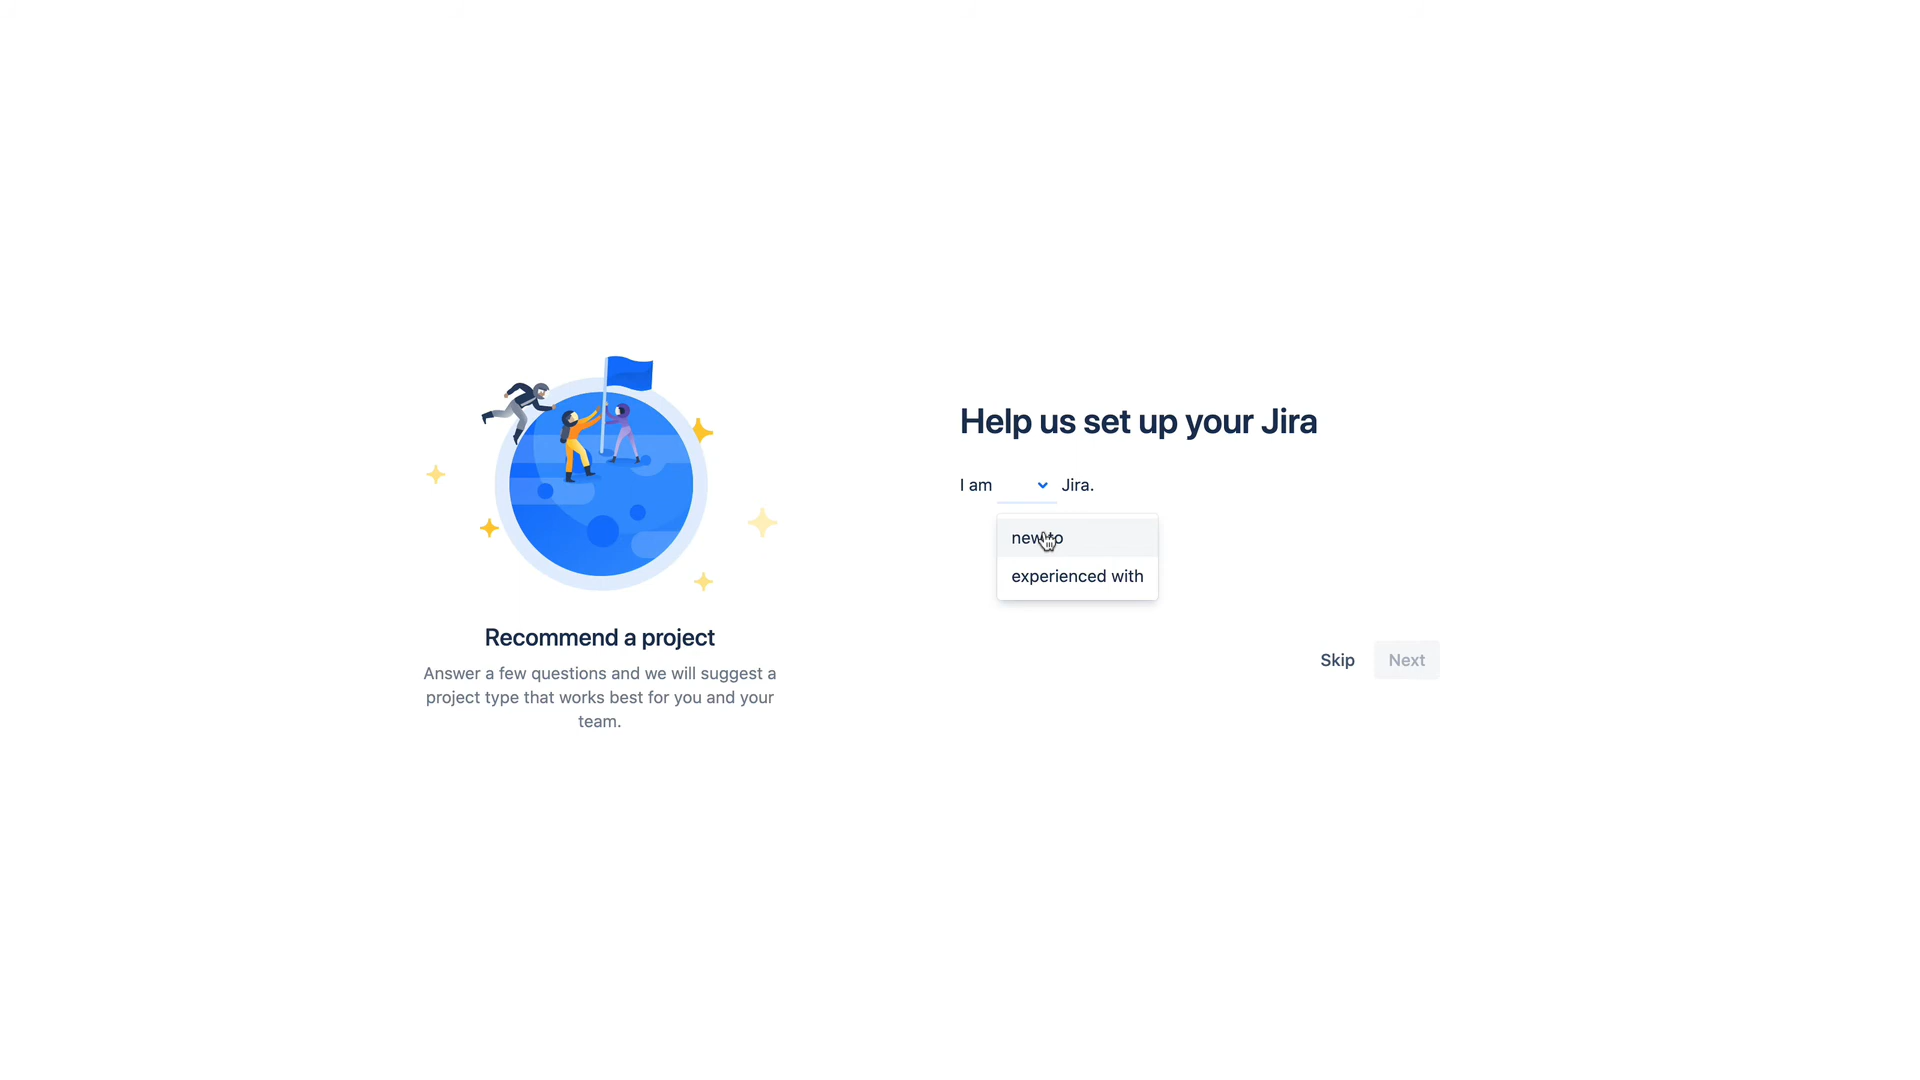 Help us set up your Jira
I am Jira.
new to
experienced with
Skip Next
Recommend a project
Answer a few questions and we will suggest a
project type that works best for you and your
team.